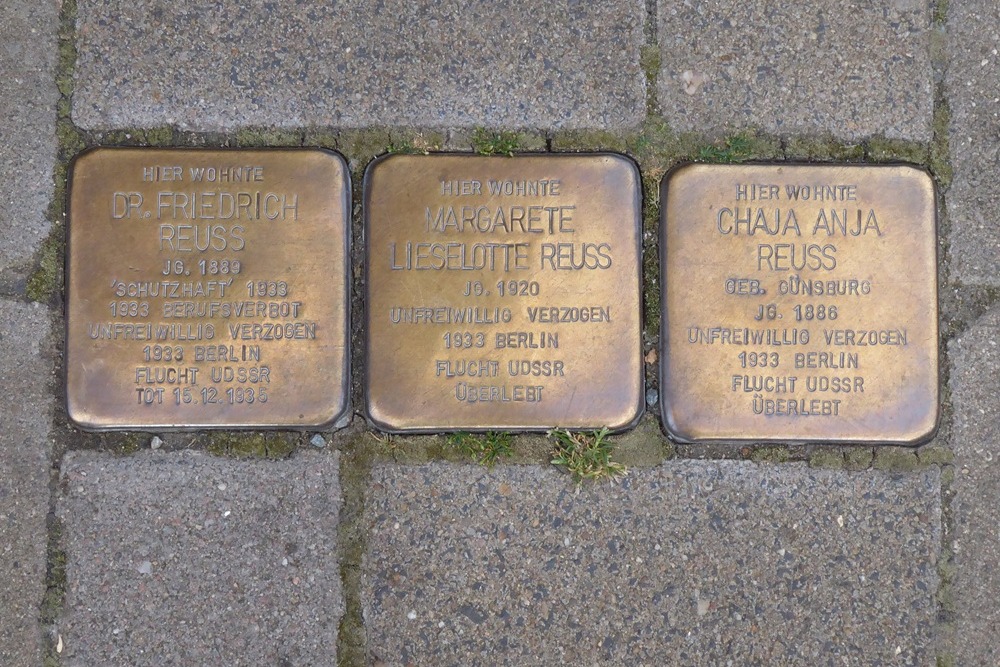 HIER WOHNTE
DR. FRIEDRICH
REUSS
JG. 1889
'SCHUTZHAFT' 1933
1933 BERUFSVERBOT
UNFREIWILLIG VERZOGEN
1933 BERLIN
FLUCHT UDSSR
TOT 15.12.1935
HIER WOHNTE
MARGARETE
LIESELOTTE REUSS
JG. 1920
UNFREIWILLIG VERZOGEN
1933 BERLIN
FLUCHT UDSSR
ÜBERLEBT
HIER WOHNTE
CHAJA ANJA
REUSS
GEB. GÜNSBURG
JG. 1886
UNFREIWILLIG VERZOGEN
1933 BERLIN
FLUCHT UDSSR
ÜBERLEBT